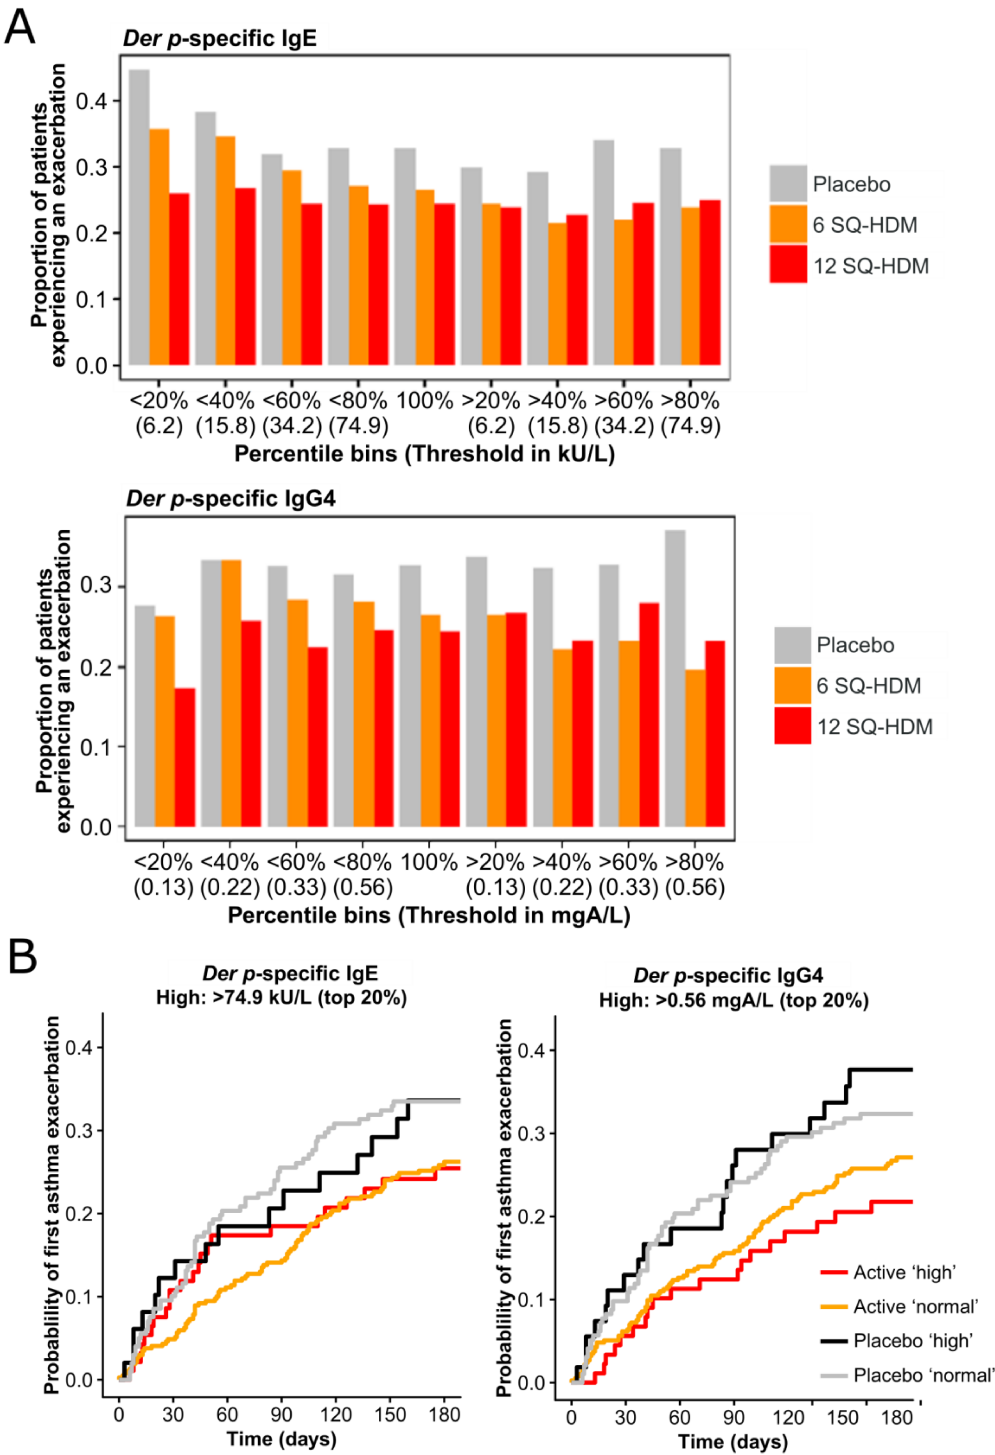 A
Der p-specific IgE
Proportion of patients
experiencing an exacerbation
0.4
0.3
0.2
0.1
0.0
<20% <40% <60% <80% 100% >20% >40% >60% >80%
(6.2) (15.8) (34.2) (74.9) (6.2) (15.8) (34.2) (74.9)
Percentile bins (Threshold in kU/L)
Placebo
6 SQ-HDM
12 SQ-HDM
Der p-specific IgG4
Proportion of patients
experiencing an exacerbation
0.3
0.2
0.1
0.0
<20% <40% <60% <80% 100% >20% >40% >60% >80%
(0.13) (0.22) (0.33) (0.56) (0.13) (0.22) (0.33) (0.56)
Percentile bins (Threshold in mgA/L)
Placebo
6 SQ-HDM
12 SQ-HDM
B
Der p-specific IgE
High: >74.9 kU/L (top 20%)
Probablility of first asthma exacerbation
0.4
0.3
0.2
0.1
0.0
0 30 60 90 120 150 180
Time (days)
Der p-specific IgG4
High: >0.56 mgA/L (top 20%)
Probablility of first asthma exacerbation
0.4
0.3
0.2
0.1
0.0
0 30 60 90 120 150 180
Time (days)
Active ‘high’
Active ‘normal’
Placebo ‘high’
Placebo ‘normal’